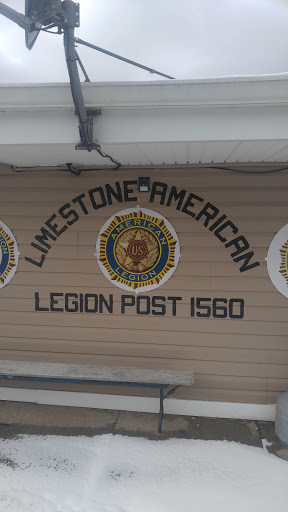 LIMESTONE AMERICAN
AMERICAN
U.S.
LEGION
LEGION POST 1560